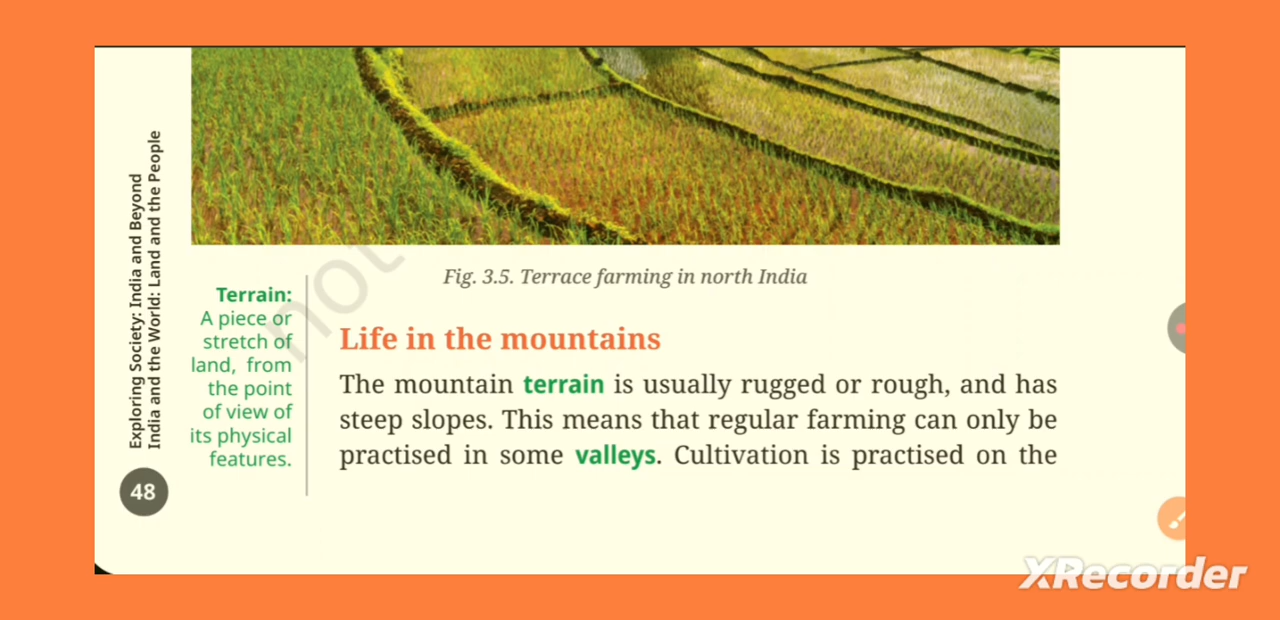 Exploring Society: India and Beyond
India and the World: Land and the People
48
Fig. 3.5. Terrace farming in north India
Terrain:
A piece or
stretch of
land, from
the point
of view of
its physical
features.
not
Life in the mountains
The mountain terrain is usually rugged or rough, and has
steep slopes. This means that regular farming can only be
practised in some valleys. Cultivation is practised on the
XRecorder